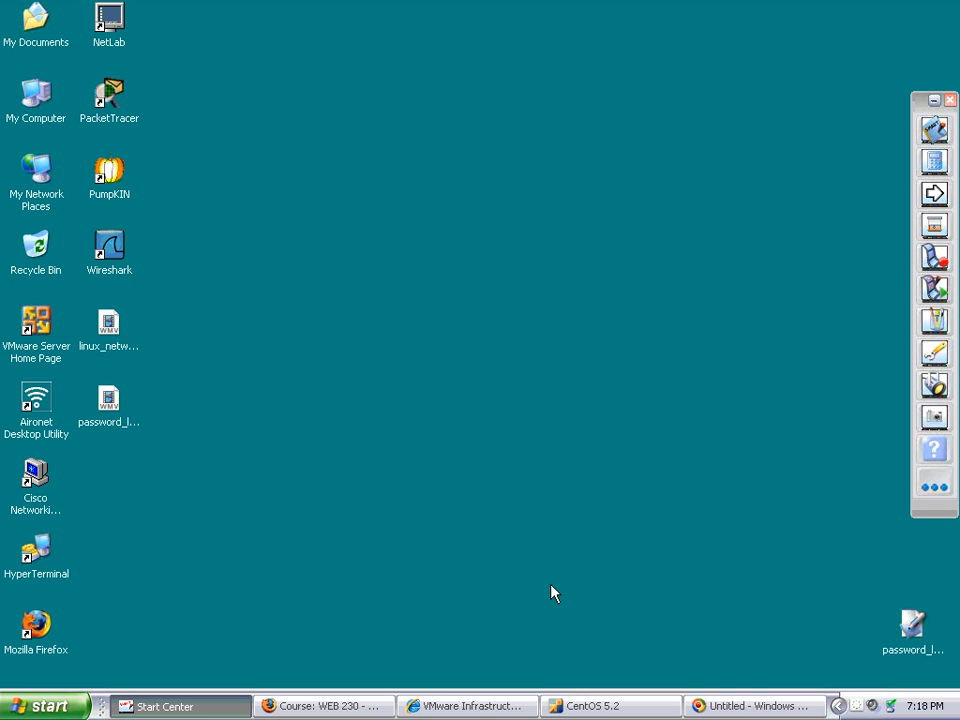 My Documents
NetLab
My Computer
PacketTracer
My Network
Places
PumpKIN
Recycle Bin
Wireshark
VMware Server
Home Page
WMV
linux_netw...
Aironet
Desktop Utility
WMV
password_l...
Cisco
Networki...
HyperTerminal
Mozilla Firefox
password_l...
start
Start Center
Course: WEB 230 - ...
VMware Infrastruct...
CentOS 5.2
Untitled - Windows ...
7:18 PM